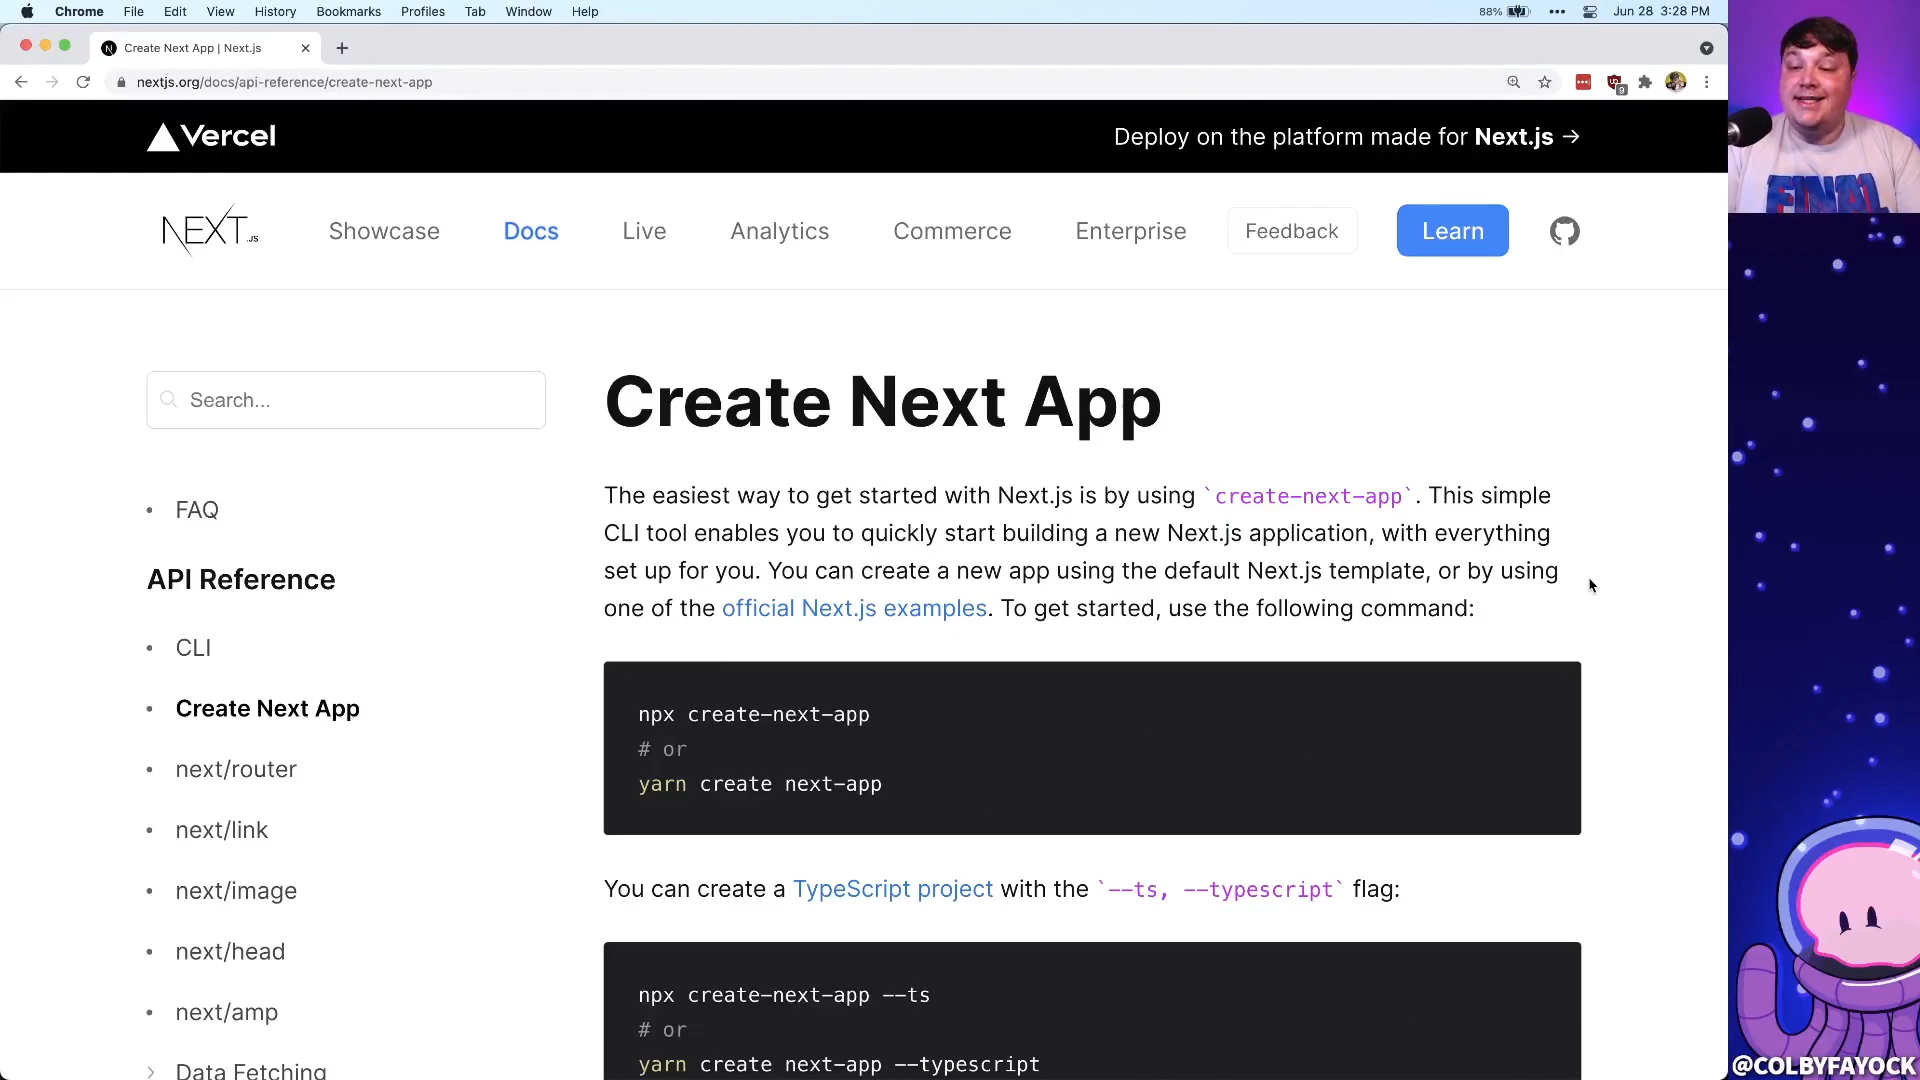 Chrome File Edit View History Bookmarks Profiles Tab Window Help 88% Jun 28 3:28 PM
N Create Next App | Next.js
nextjs.org/docs/api-reference/create-next-app 9
Vercel Deploy on the platform made for Next.js →
NEXT.JS Showcase Docs Live Analytics Commerce Enterprise Feedback Learn
FINAL
Search...
• FAQ
API Reference
• CLI
• Create Next App
• next/router
• next/link
• next/image
• next/head
• next/amp
Data Fetching
Create Next App
The easiest way to get started with Next.js is by using `create-next-app`. This simple
CLI tool enables you to quickly start building a new Next.js application, with everything
set up for you. You can create a new app using the default Next.js template, or by using
one of the official Next.js examples. To get started, use the following command:
npx create-next-app
# or
yarn create next-app
You can create a TypeScript project with the `--ts, --typescript` flag:
npx create-next-app --ts
# or
yarn create next-app --typescript
@COLBYFAYOCK